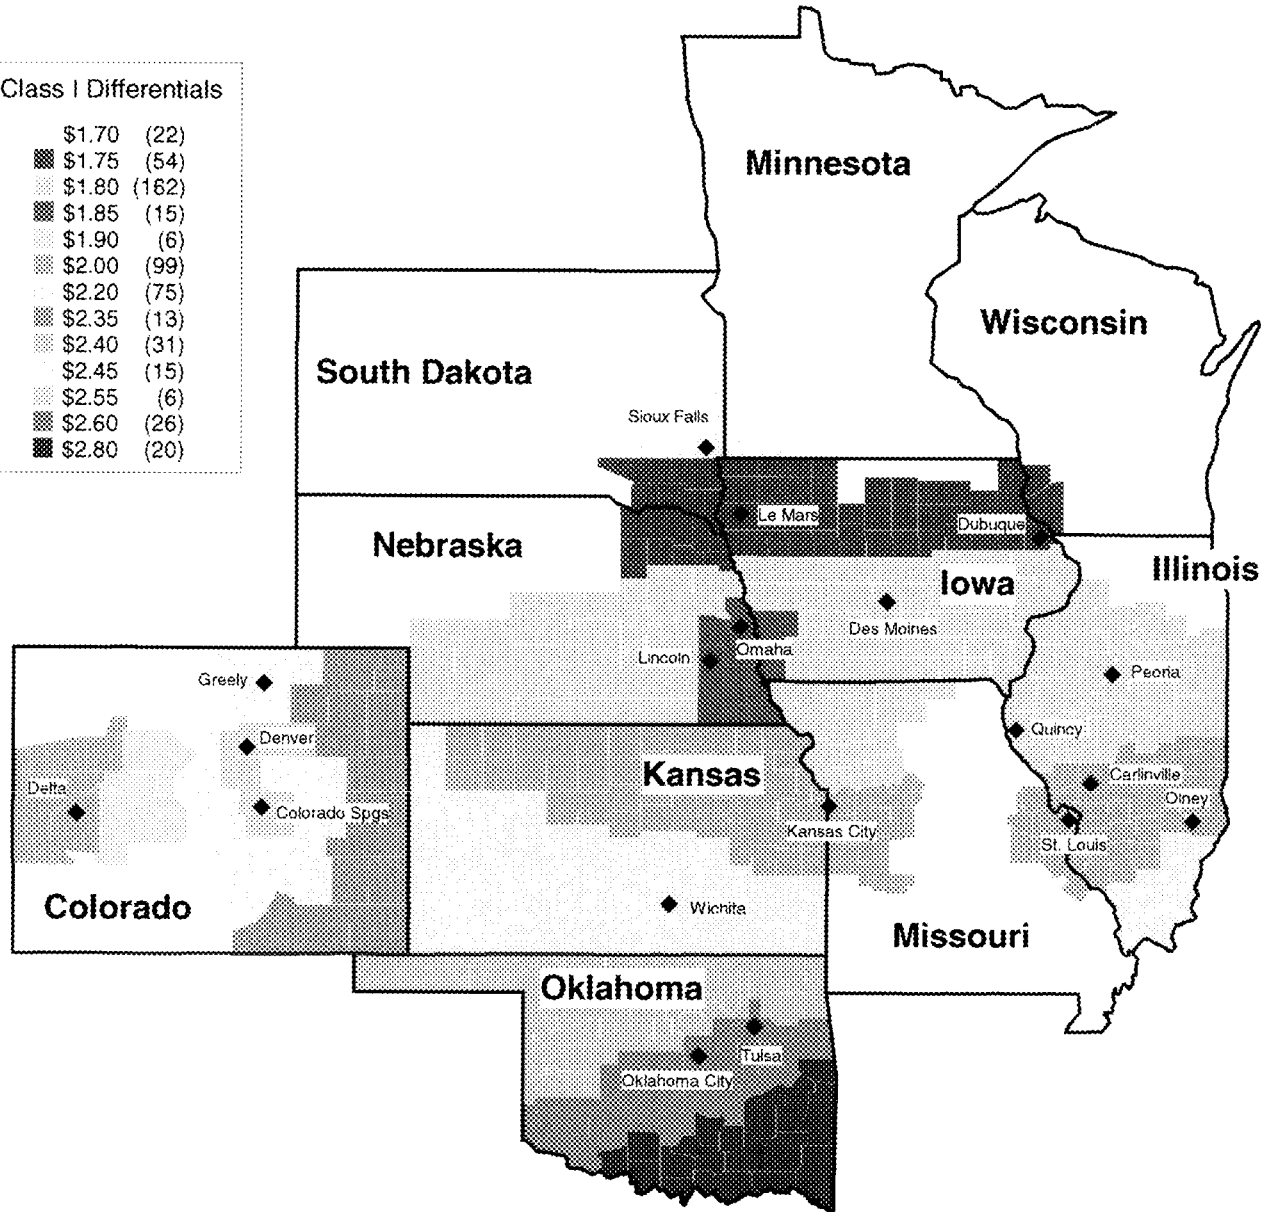 Class I Differentials
$1.70 (22)
$1.75 (54)
$1.80 (162)
$1.85 (15)
$1.90 (6)
$2.00 (99)
$2.20 (75)
$2.35 (13)
$2.40 (31)
$2.45 (15)
$2.55 (6)
$2.60 (26)
$2.80 (20)
Minnesota
Wisconsin
South Dakota
Sioux Falls
Le Mars
Dubuque
Nebraska
Illinois
Iowa
Des Moines
Omaha
Lincoln
Peoria
Greely
Quincy
Denver
Kansas
Carlinville
Delta
Olney
Colorado Spgs
Kansas City
St. Louis
Colorado
Wichita
Missouri
Oklahoma
Tulsa
Oklahoma City